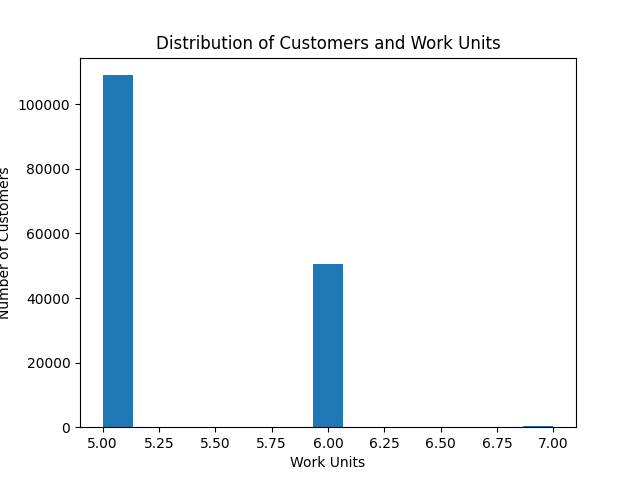 Distribution of Customers and Work Units
100000
80000
60000
40000
20000
0
Number of Customers
5.00 5.25 5.50 5.75 6.00 6.25 6.50 6.75 7.00
Work Units